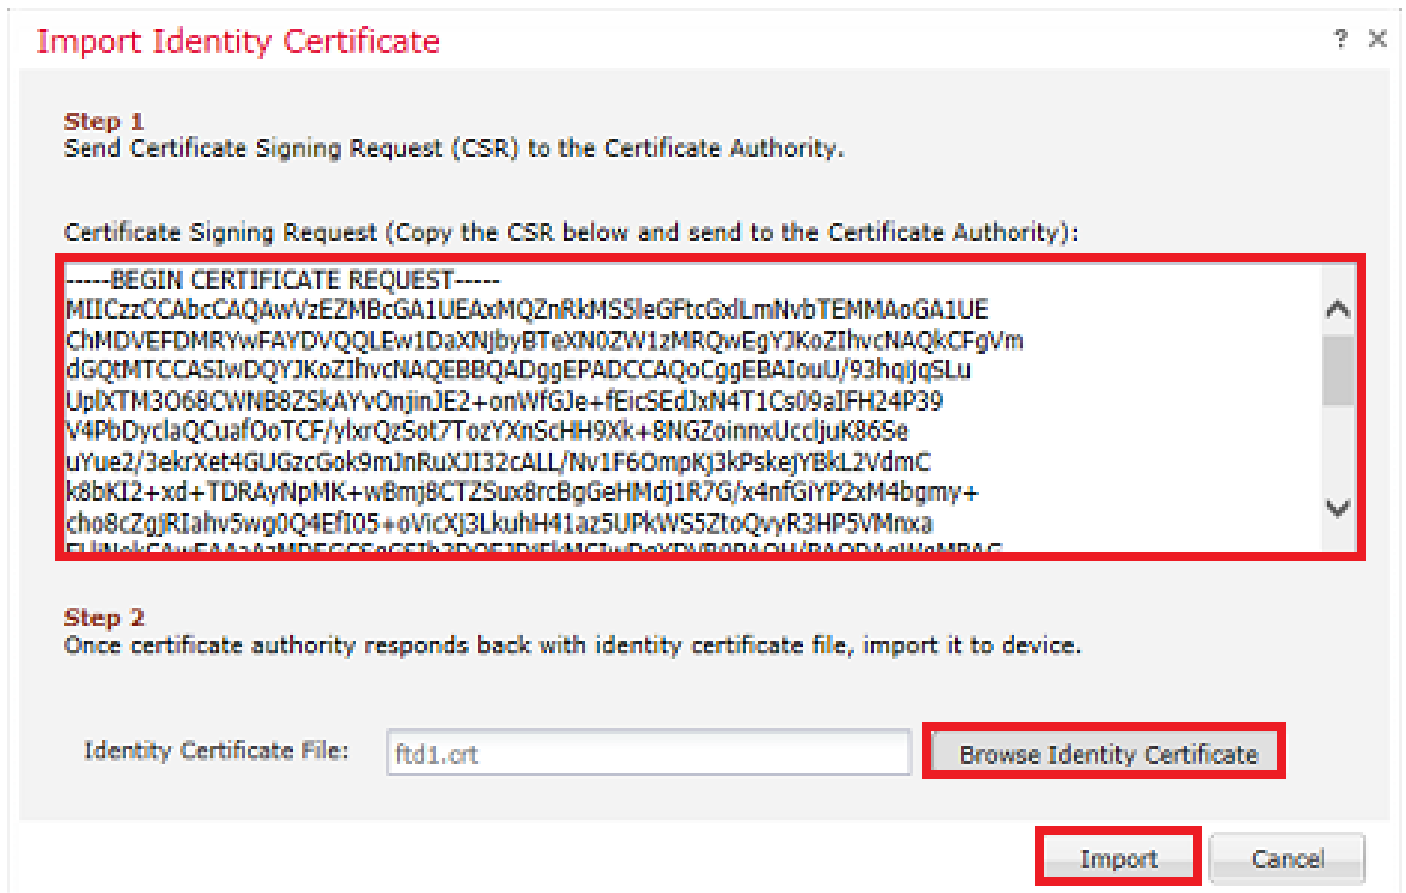 Import Identity Certificate
? ×
Step 1
Send Certificate Signing Request (CSR) to the Certificate Authority.
Certificate Signing Request (Copy the CSR below and send to the Certificate Authority):
-----BEGIN CERTIFICATE REQUEST-----
MIICzzCCAbcCAQAwVzEZMBcGA1UEAxMQZnRkMS5leGFtcGxlLmNvbTEMMAoGA1UE
ChMDVEFDMRYwFAYDVQQLEw1DaXNjbyBTeXN0ZW1zMRQwEgYJKoZIhvcNAQkCFgVm
dGQtMTCCASIwDQYJKoZIhvcNAQEBBQADggEPADCCAQoCggEBAIouU/93hqijqSLu
UplXTM3O68CWNB8ZSkAYvOnjinJE2+onWfGJe+fEicSEdJxN4T1Cs09aIFH24P39
V4PbDyclaQCuafOoTCF/ylxrQzSot7TozYXnScHH9Xk+8NGZoinnxUccljuK86Se
uYue2/3ekrXet4GUGzcGok9mJnRuXJI32cALL/Nv1F6OmpKj3kPskejYBkL2VdmC
k8bKI2+xd+TDRAyNpMK+wBmj8CTZSux8rcBgGeHMdj1R7G/x4nfGiYP2xM4bgmy+
cho8cZgjRIahv5wg0Q4EfI05+oVicXj3LkuhH41az5UPkWS5ZtoQvyR3HP5VMnxa
Step 2
Once certificate authority responds back with identity certificate file, import it to device.
Identity Certificate File: ftd1.crt Browse Identity Certificate
Import Cancel